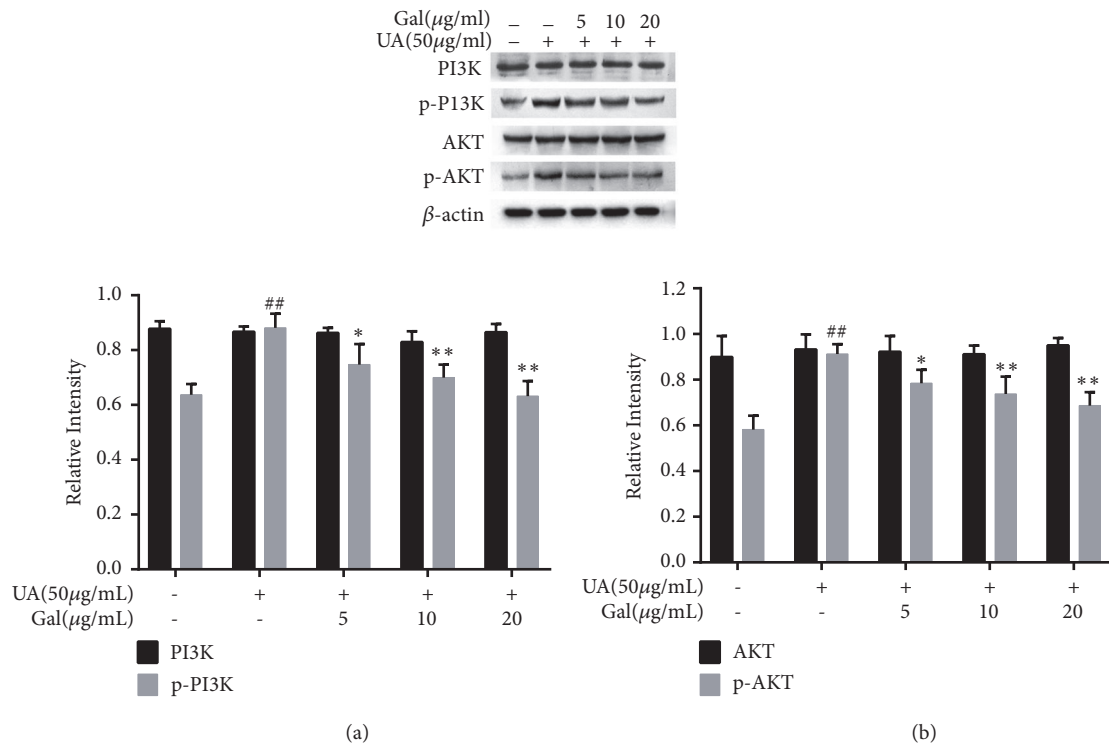 Gal(μg/ml) – – 5 10 20
UA(50μg/ml) – + + + +
PI3K
p-P13K
AKT
p-AKT
β-actin
1.0
0.8
0.6
0.4
0.2
0.0
Relative Intensity
##
*
**
**
UA(50μg/mL) - + + + +
Gal(μg/mL) - - 5 10 20
PI3K
p-PI3K
(a)
1.2
1.0
0.8
0.6
0.4
0.2
0.0
Relative Intensity
##
*
**
**
UA(50μg/mL) - + + + +
Gal(μg/mL) - - 5 10 20
AKT
p-AKT
(b)